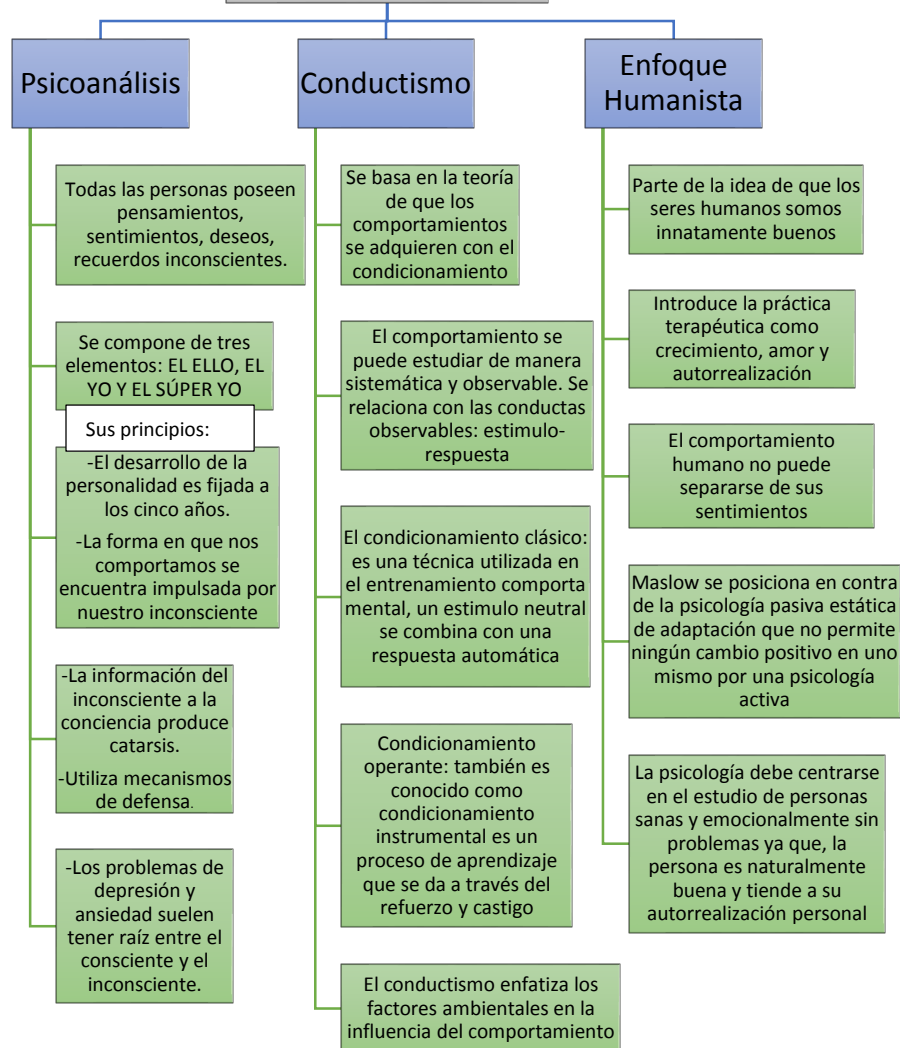 Psicoanálisis
Todas las personas poseen
pensamientos,
sentimientos, deseos,
recuerdos inconscientes.
Se compone de tres
elementos: EL ELLO, EL
YO Y EL SÚPER YO
Sus principios:
-El desarrollo de la
personalidad es fijada a
los cinco años.
-La forma en que nos
comportamos se
encuentra impulsada por
nuestro inconsciente
-La información del
inconsciente a la
conciencia produce
catarsis.
-Utiliza mecanismos
de defensa.
-Los problemas de
depresión y
ansiedad suelen
tener raíz entre el
consciente y el
inconsciente.
Conductismo
Se basa en la teoría
de que los
comportamientos
se adquieren con el
condicionamiento
El comportamiento se
puede estudiar de manera
sistemática y observable. Se
relaciona con las conductas
observables: estimulo-
respuesta
El condicionamiento clásico:
es una técnica utilizada en
el entrenamiento comporta
mental, un estimulo neutral
se combina con una
respuesta automática
Condicionamiento
operante: también es
conocido como
condicionamiento
instrumental es un
proceso de aprendizaje
que se da a través del
refuerzo y castigo
El conductismo enfatiza los
factores ambientales en la
influencia del comportamiento
Enfoque
Humanista
Parte de la idea de que los
seres humanos somos
innatamente buenos
Introduce la práctica
terapéutica como
crecimiento, amor y
autorrealización
El comportamiento
humano no puede
separarse de sus
sentimientos
Maslow se posiciona en contra
de la psicología pasiva estática
de adaptación que no permite
ningún cambio positivo en uno
mismo por una psicología
activa
La psicología debe centrarse
en el estudio de personas
sanas y emocionalmente sin
problemas ya que, la
persona es naturalmente
buena y tiende a su
autorrealización personal